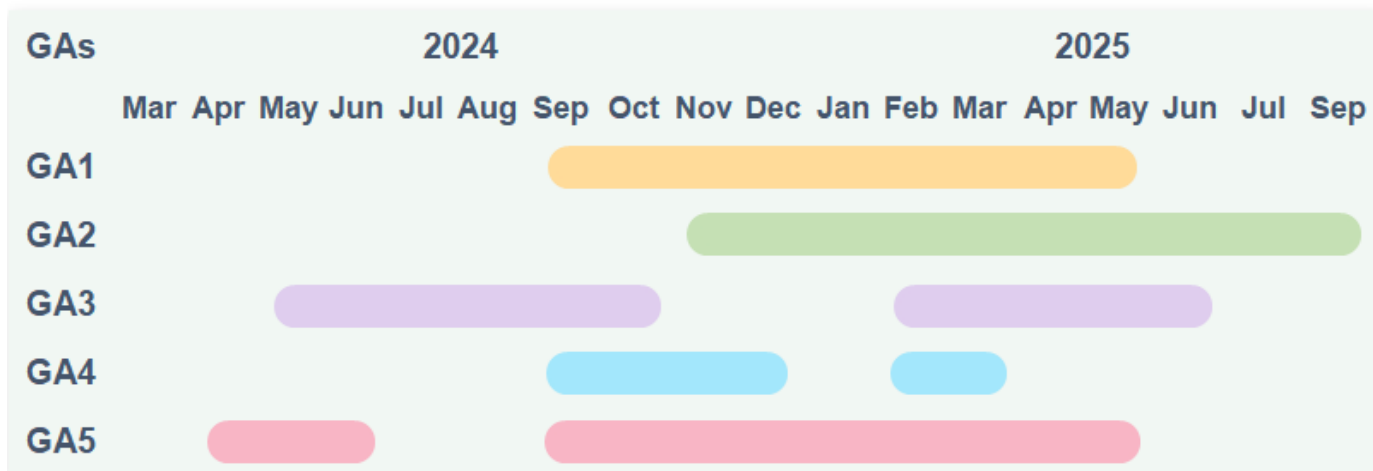 GAs 2024 2025
Mar Apr May Jun Jul Aug Sep Oct Nov Dec Jan Feb Mar Apr May Jun Jul Sep
GA1
GA2
GA3
GA4
GA5